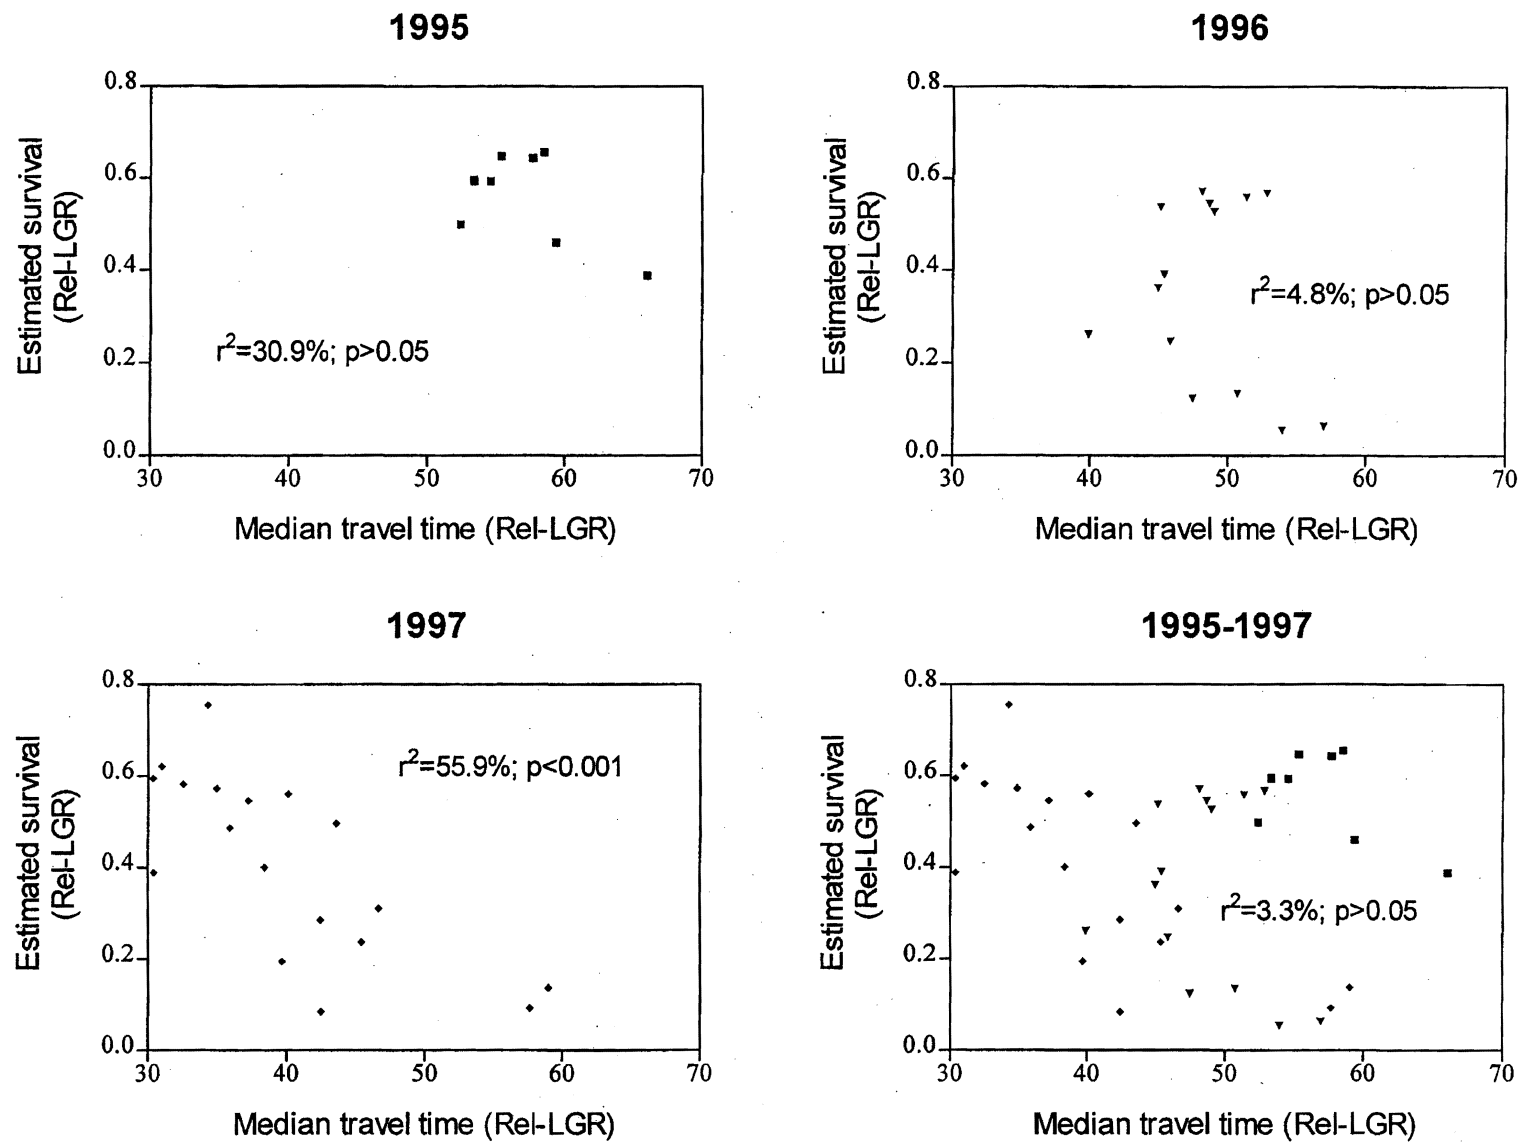 1995
0.8
0.6
0.4
0.2
0.0
30 40 50 60 70
Estimated survival
(Rel-LGR)
r²=30.9%; p>0.05
Median travel time (Rel-LGR)
1996
0.8
0.6
0.4
0.2
0.0
30 40 50 60 70
Estimated survival
(Rel-LGR)
r²=4.8%; p>0.05
Median travel time (Rel-LGR)
1997
0.8
0.6
0.4
0.2
0.0
30 40 50 60 70
Estimated survival
(Rel-LGR)
r²=55.9%; p<0.001
Median travel time (Rel-LGR)
1995-1997
0.8
0.6
0.4
0.2
0.0
30 40 50 60 70
Estimated survival
(Rel-LGR)
r²=3.3%; p>0.05
Median travel time (Rel-LGR)